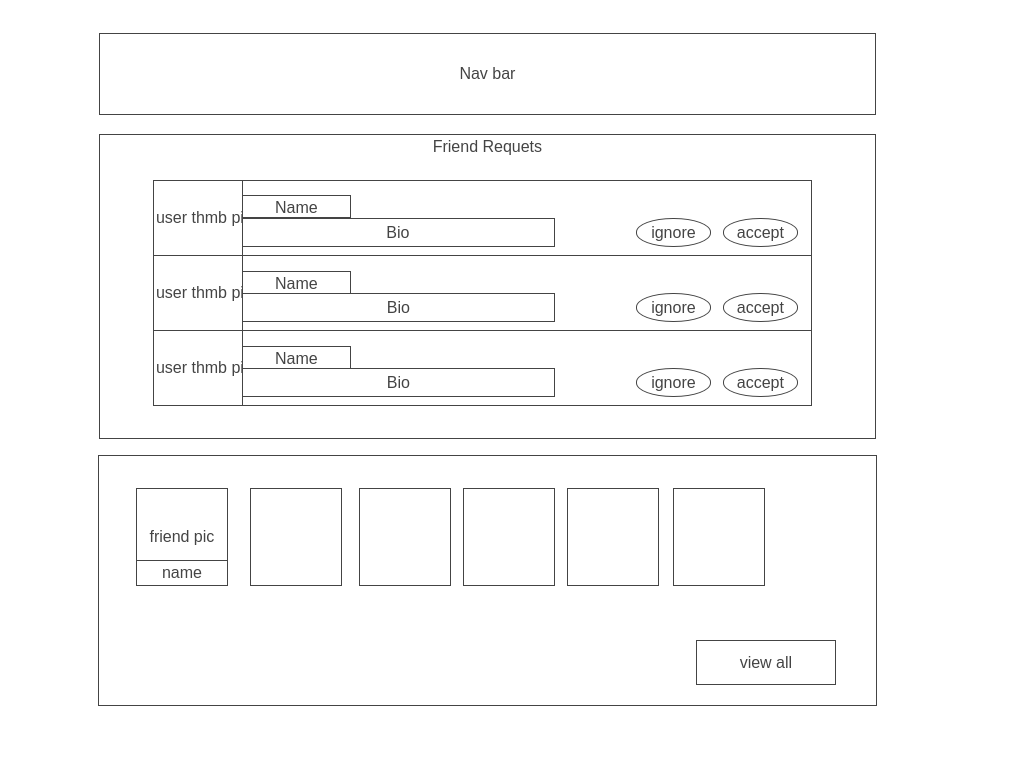 Nav bar
Friend Requets
user thmb pi
Name
Bio
ignore
accept
user thmb pi
Name
Bio
ignore
accept
user thmb pi
Name
Bio
ignore
accept
friend pic
name
view all